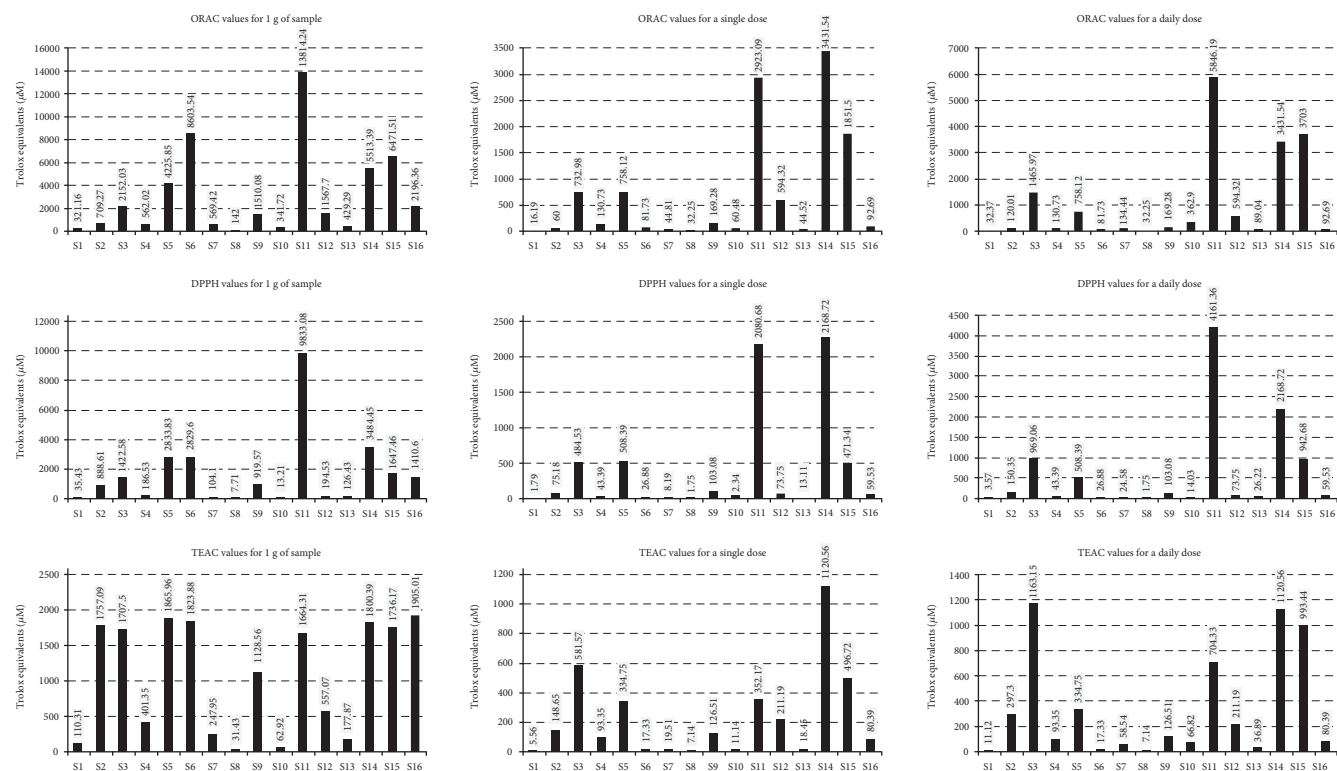 ORAC values for 1 g of sample
Trolox equivalents (μM)
16000
14000
12000
10000
8000
6000
4000
2000
0
321.16 709.27 2152.03 562.02 4225.85 8603.54 569.42 142 1510.08 341.72 13814.24 1567.7 429.29 5513.39 6471.51 2196.36
S1 S2 S3 S4 S5 S6 S7 S8 S9 S10 S11 S12 S13 S14 S15 S16
ORAC values for a single dose
Trolox equivalents (μM)
3500
3000
2500
2000
1500
1000
500
0
16.19 60 732.98 130.73 758.12 81.73 44.81 32.25 169.28 60.48 2923.09 594.32 44.52 3431.54 1851.5 92.69
S1 S2 S3 S4 S5 S6 S7 S8 S9 S10 S11 S12 S13 S14 S15 S16
ORAC values for a daily dose
Trolox equivalents (μM)
7000
6000
5000
4000
3000
2000
1000
0
32.37 120.01 1465.97 130.73 758.12 81.73 134.44 32.25 169.28 362.9 5846.19 594.32 89.04 3431.54 3703 92.69
S1 S2 S3 S4 S5 S6 S7 S8 S9 S10 S11 S12 S13 S14 S15 S16
DPPH values for 1 g of sample
Trolox equivalents (μM)
12000
10000
8000
6000
4000
2000
0
35.43 888.61 1422.58 186.53 2833.83 2829.6 104.1 7.71 919.57 13.21 9833.08 194.53 126.43 3484.45 1647.46 1410.6
S1 S2 S3 S4 S5 S6 S7 S8 S9 S10 S11 S12 S13 S14 S15 S16
DPPH values for a single dose
Trolox equivalents (μM)
2500
2000
1500
1000
500
0
1.79 75.18 484.53 43.39 508.39 26.88 8.19 1.75 103.08 2.34 2080.68 73.75 13.11 2168.72 471.341 59.53
S1 S2 S3 S4 S5 S6 S7 S8 S9 S10 S11 S12 S13 S14 S15 S16
DPPH values for a daily dose
Trolox equivalents (μM)
4500
4000
3500
3000
2500
2000
1500
1000
500
0
3.57 150.35 969.06 43.39 508.39 26.88 24.58 1.75 103.08 14.03 4161.36 73.75 26.22 2168.72 942.68 59.53
S1 S2 S3 S4 S5 S6 S7 S8 S9 S10 S11 S12 S13 S14 S15 S16
TEAC values for 1 g of sample
Trolox equivalents (μM)
2500
2000
1500
1000
500
0
110.31 1757.09 1707.5 401.35 1865.96 1823.88 247.95 31.43 1128.56 62.92 1664.31 557.07 177.87 1800.39 1736.17 1905.01
S1 S2 S3 S4 S5 S6 S7 S8 S9 S10 S11 S12 S13 S14 S15 S16
TEAC values for a single dose
Trolox equivalents (μM)
1200
1000
800
600
400
200
0
5.56 148.65 581.57 93.35 334.75 17.33 19.51 7.14 126.51 11.14 352.17 211.19 18.45 1120.56 496.72 80.39
S1 S2 S3 S4 S5 S6 S7 S8 S9 S10 S11 S12 S13 S14 S15 S16
TEAC values for a daily dose
Trolox equivalents (μM)
1400
1200
1000
800
600
400
200
0
11.12 297.3 1163.15 93.35 334.75 17.33 58.54 7.14 126.51 66.82 704.33 211.19 36.89 1120.56 993.44 80.39
S1 S2 S3 S4 S5 S6 S7 S8 S9 S10 S11 S12 S13 S14 S15 S16